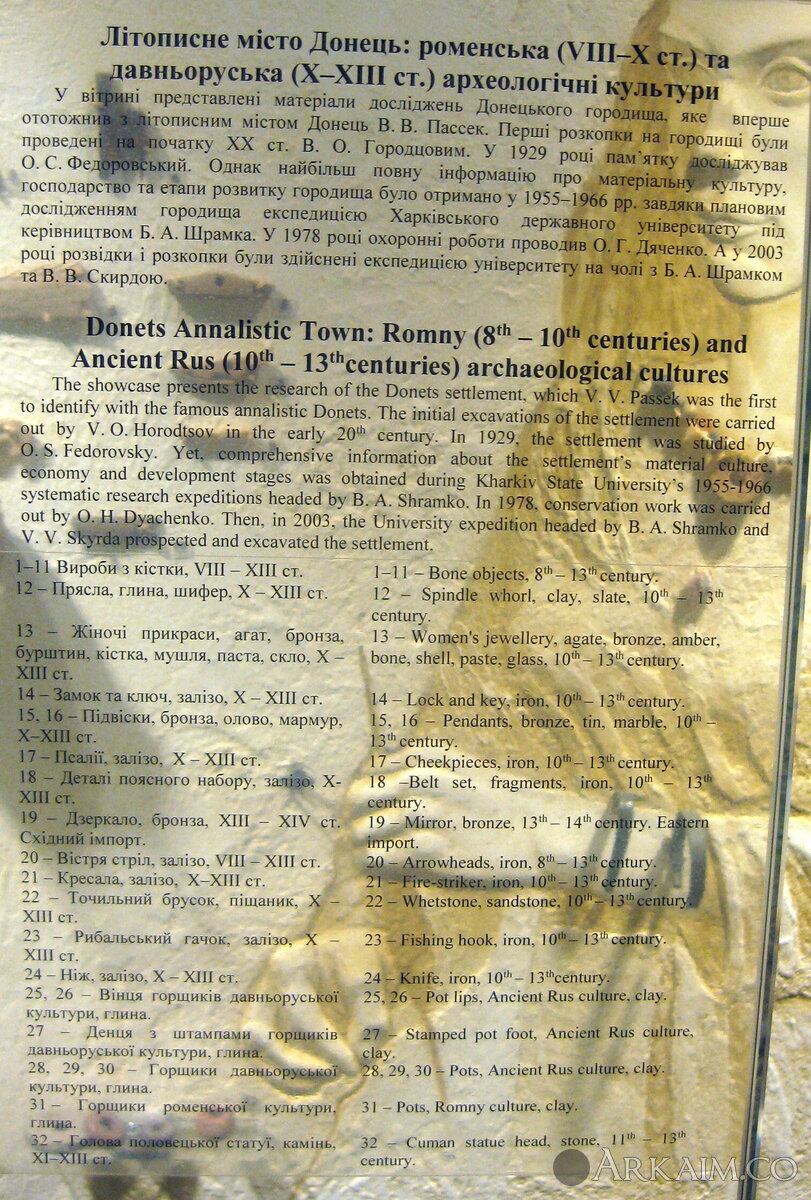 Літописне місто Донець: роменська (VIII–X ст.) та
давньоруська (X–XIII ст.) археологічні культури
У вітрині представлені матеріали досліджень Донецького городища, яке вперше
ототожнив з літописним містом Донець В. В. Пассек. Перші розкопки на городищі були
проведені на початку XX ст. В. О. Городцовим. У 1929 році пам'ятку досліджував
О. С. Федоровський. Однак найбільш повну інформацію про матеріальну культуру,
господарство та етапи розвитку городища було отримано у 1955–1966 рр. завдяки плановим
дослідженням городища експедицією Харківського державного університету під
керівництвом Б. А. Шрамка. У 1978 році охоронні роботи проводив О. Г. Дяченко. А у 2003
році розвідки і розкопки були здійснені експедицією університету на чолі з Б. А. Шрамком
та В. В. Скирдою.
Donets Annalistic Town: Romny (8th – 10th centuries) and
Ancient Rus (10th – 13thcenturies) archaeological cultures
The showcase presents the research of the Donets settlement, which V. V. Passek was the first
to identify with the famous annalistic Donets. The initial excavations of the settlement were carried
out by V. O. Horodtsov in the early 20th century. In 1929, the settlement was studied by
O. S. Fedorovsky. Yet, comprehensive information about the settlement's material culture,
economy and development stages was obtained during Kharkiv State University's 1955-1966
systematic research expeditions headed by B. A. Shramko. In 1978, conservation work was carried
out by O. H. Dyachenko. Then, in 2003, the University expedition headed by B. A. Shramko and
V. V. Skyrda prospected and excavated the settlement.
1–11 Вироби з кістки, VIII – XIII ст.
12 – Прясла, глина, шифер, X – XIII ст.
13 – Жіночі прикраси, агат, бронза,
бурштин, кістка, мушля, паста, скло, X –
XIII ст.
14 – Замок та ключ, залізо, X – XIII ст.
15, 16 – Підвіски, бронза, олово, мармур,
X–XIII ст.
17 – Псалії, залізо, X – XIII ст.
18 – Деталі поясного набору, залізо, X-
XIII ст.
19 – Дзеркало, бронза, XIII – XIV ст.
Східний імпорт.
20 – Вістря стріл, залізо, VIII – XIII ст.
21 – Кресала, залізо, X–XIII ст.
22 – Точильний брусок, піщаник, X –
XIII ст.
23 – Рибальський гачок, залізо, X –
XIII ст.
24 – Ніж, залізо, X – XIII ст.
25, 26 – Вінця горщиків давньоруської
культури, глина.
27 – Денця з штампами горщиків
давньоруської культури, глина.
28, 29, 30 – Горщики давньоруської
культури, глина.
31 – Горщики роменської культури,
глина.
32 – Голова половецької статуї, камінь,
XI–XIII ст.
1–11 – Bone objects, 8th – 13th century.
12 – Spindle whorl, clay, slate, 10th – 13th
century.
13 – Women's jewellery, agate, bronze, amber,
bone, shell, paste, glass, 10th – 13th century.
14 – Lock and key, iron, 10th – 13th century.
15, 16 – Pendants, bronze, tin, marble, 10th –
13th century.
17 – Cheekpieces, iron, 10th – 13th century.
18 –Belt set, fragments, iron, 10th – 13th
century.
19 – Mirror, bronze, 13th – 14th century. Eastern
import.
20 – Arrowheads, iron, 8th – 13th century.
21 – Fire-striker, iron, 10th – 13th century.
22 – Whetstone, sandstone, 10th – 13th century.
23 – Fishing hook, iron, 10th – 13th century.
24 – Knife, iron, 10th – 13thcentury.
25, 26 – Pot lips, Ancient Rus culture, clay.
27 – Stamped pot foot, Ancient Rus culture,
clay.
28, 29, 30 – Pots, Ancient Rus culture, clay.
31 – Pots, Romny culture, clay.
32 – Cuman statue head, stone, 11th – 13th
century.
ARKAIM.CO